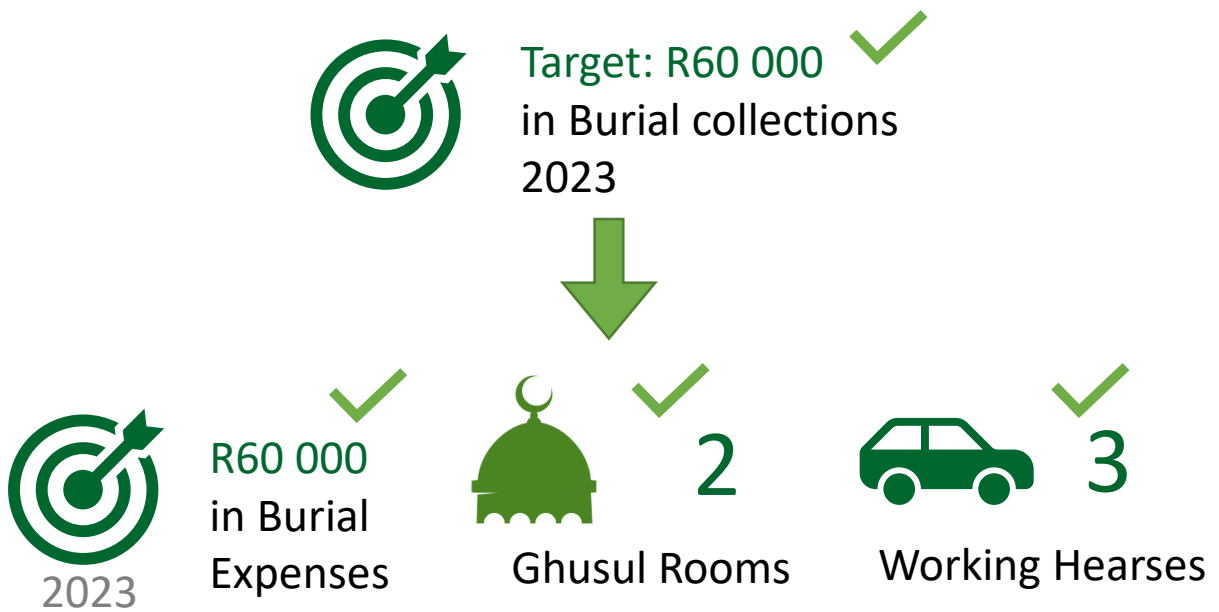 Target: R60 000
in Burial collections
2023
R60 000
in Burial
Expenses
2023
2
Ghusul Rooms
3
Working Hearses